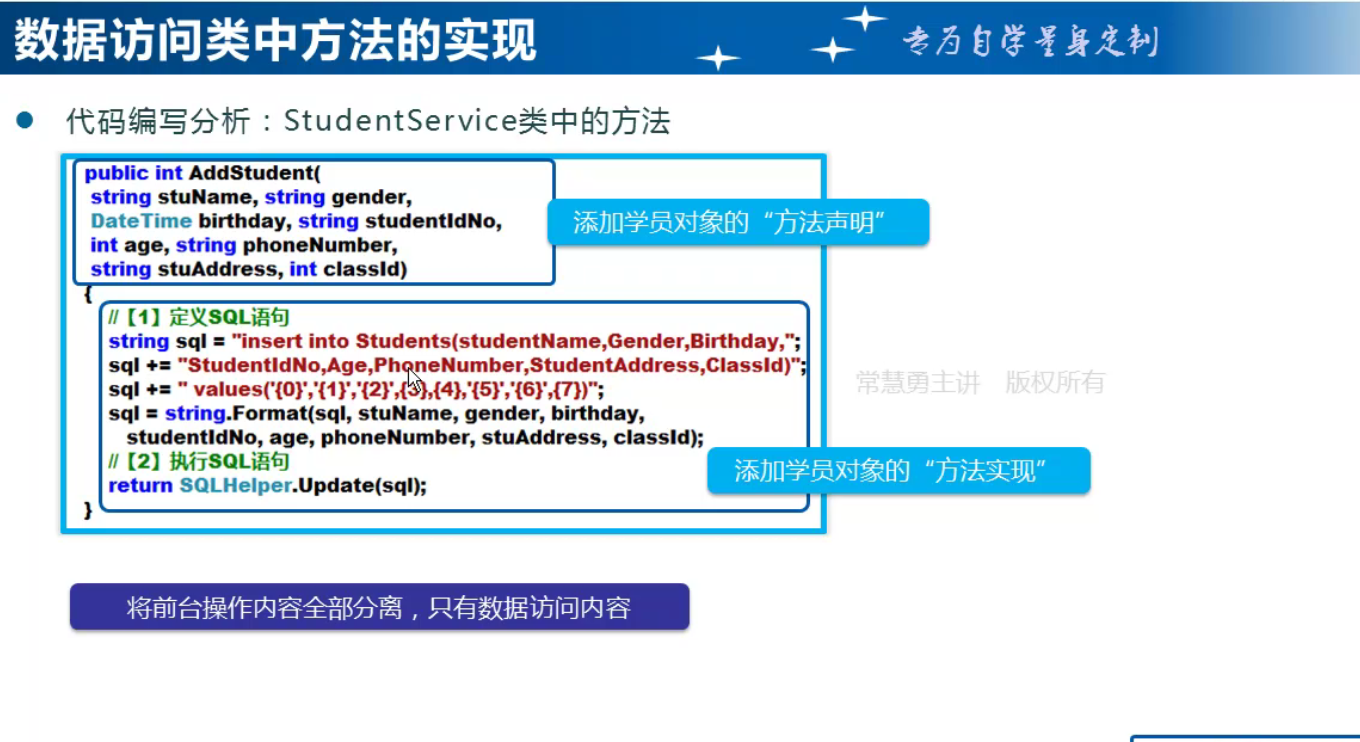 数据访问类中方法的实现
专为自学量身定制
● 代码编写分析：StudentService类中的方法
public int AddStudent(
string stuName, string gender,
DateTime birthday, string studentIdNo,
int age, string phoneNumber,
string stuAddress, int classId)
添加学员对象的“方法声明”
{
//【1】定义SQL语句
string sql = "insert into Students(studentName,Gender,Birthday,";
sql += "StudentIdNo,Age,PhoneNumber,StudentAddress,ClassId)";
sql += " values('{0}','{1}','{2}',{3},{4},'{5}','{6}',{7})";
sql = string.Format(sql, stuName, gender, birthday,
studentIdNo, age, phoneNumber, stuAddress, classId);
//【2】执行SQL语句
return SQLHelper.Update(sql);
}
添加学员对象的“方法实现”
常慧勇主讲 版权所有
将前台操作内容全部分离，只有数据访问内容